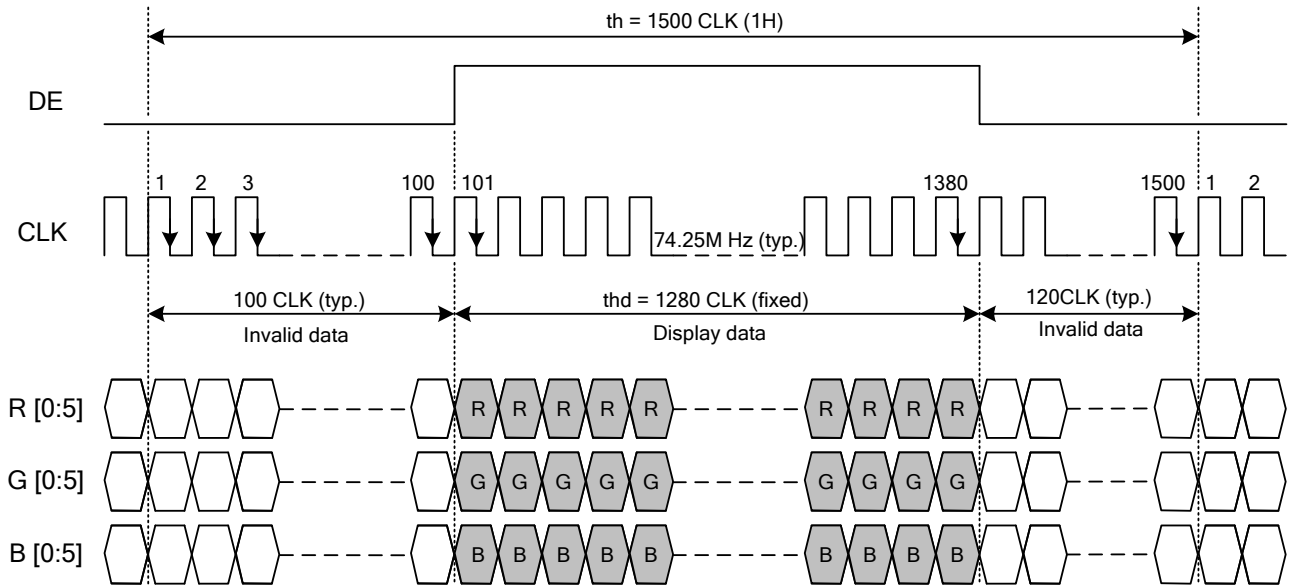 th = 1500 CLK (1H)
DE
1 2 3 100 101 1380 1500 1 2
CLK
74.25M Hz (typ.)
100 CLK (typ.) thd = 1280 CLK (fixed) 120CLK (typ.)
Invalid data Display data Invalid data
R [0:5] R R R R R R R R R
G [0:5] G G G G G G G G G
B [0:5] B B B B B B B B B